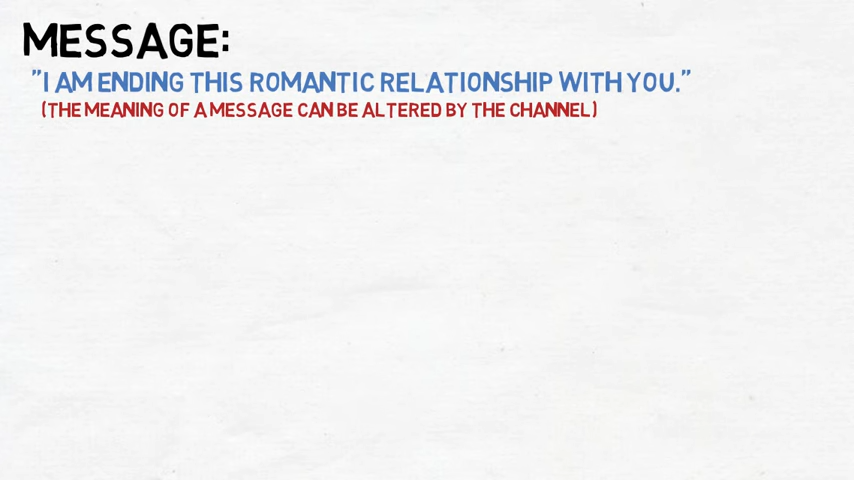 MESSAGE:
"I AM ENDING THIS ROMANTIC RELATIONSHIP WITH YOU."
(THE MEANING OF A MESSAGE CAN BE ALTERED BY THE CHANNEL)